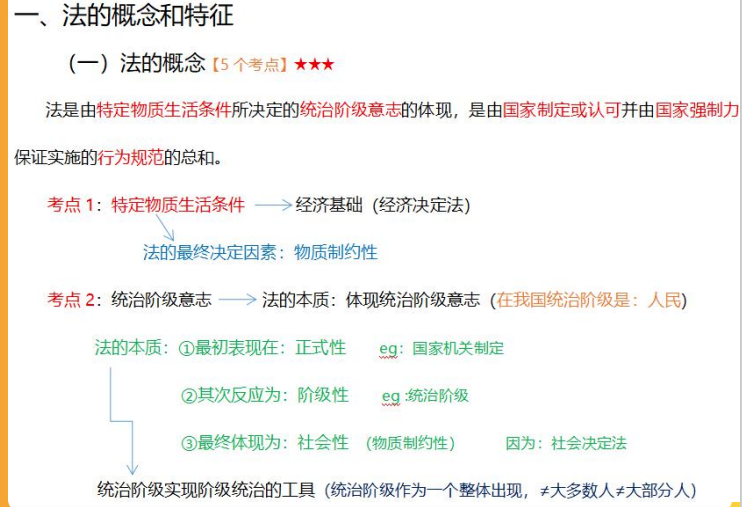 一、法的概念和特征
（一）法的概念【5个考点】★★★
法是由特定物质生活条件所决定的统治阶级意志的体现，是由国家制定或认可并由国家强制力
保证实施的行为规范的总和。
考点1：特定物质生活条件 → 经济基础（经济决定法）
法的最终决定因素：物质制约性
考点2：统治阶级意志 → 法的本质：体现统治阶级意志（在我国统治阶级是：人民)
法的本质：①最初表现在：正式性 eg：国家机关制定
②其次反应为：阶级性 eg :统治阶级
③最终体现为：社会性 （物质制约性） 因为：社会决定法
统治阶级实现阶级统治的工具（统治阶级作为一个整体出现，≠大多数人≠大部分人）